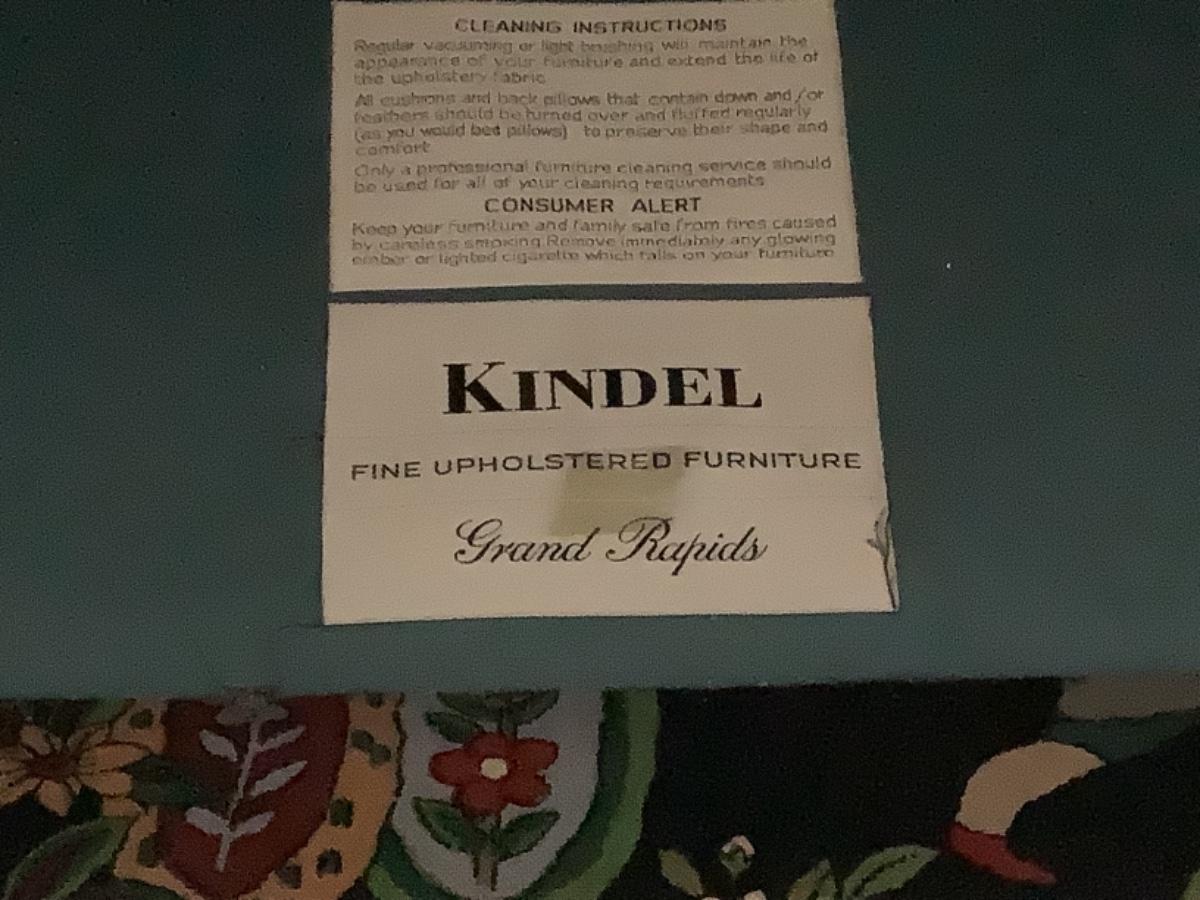 CLEANING INSTRUCTIONS
Regular vacuuming or light brushing will maintain the
appearance of your furniture and extend the life of
the upholstery fabric
All cushions and back pillows that contain down and/or
feathers should be turned over and fluffed regularly
(as you would bed pillows) to preserve their shape and
comfort
Only a professional furniture cleaning service should
be used for all of your cleaning requirements
CONSUMER ALERT
Keep your furniture and family safe from fires caused
by careless smoking Remove immediately any glowing
ember or lighted cigarette which falls on your furniture
KINDEL
FINE UPHOLSTERED FURNITURE
Grand Rapids